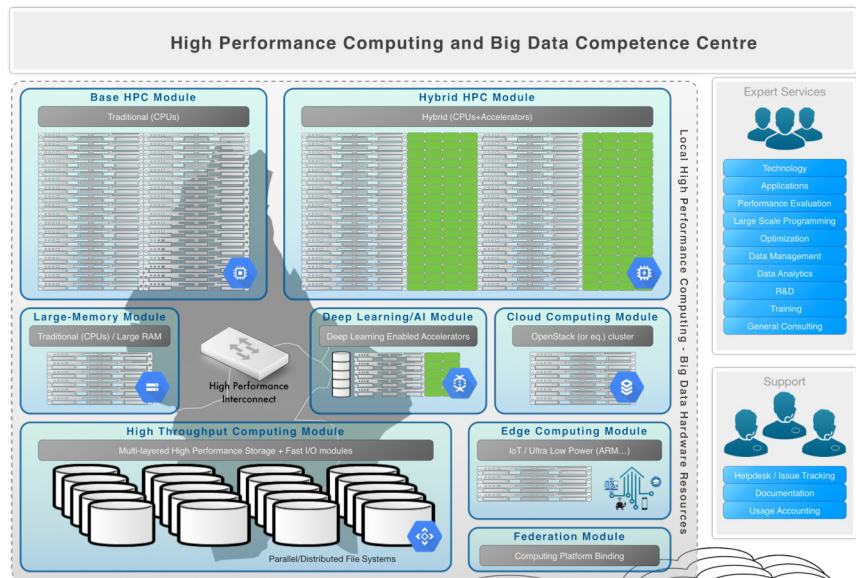 High Performance Computing and Big Data Competence Centre
Base HPC Module
Traditional (CPUs)
Hybrid HPC Module
Hybrid (CPUs+Accelerators)
Large-Memory Module
Traditional (CPUs) / Large RAM
High Performance
Interconnect
Deep Learning/AI Module
Deep Learning Enabled Accelerators
Cloud Computing Module
OpenStack (or eq.) cluster
High Throughput Computing Module
Multi-layered High Performance Storage + Fast I/O modules
Parallel/Distributed File Systems
Edge Computing Module
IoT / Ultra Low Power (ARM...)
Federation Module
Computing Platform Binding
Local High Performance Computing - Big Data Hardware Resources
Expert Services
Technology
Applications
Performance Evaluation
Large Scale Programming
Optimization
Data Management
Data Analytics
R&D
Training
General Consulting
Support
Helpdesk / Issue Tracking
Documentation
Usage Accounting